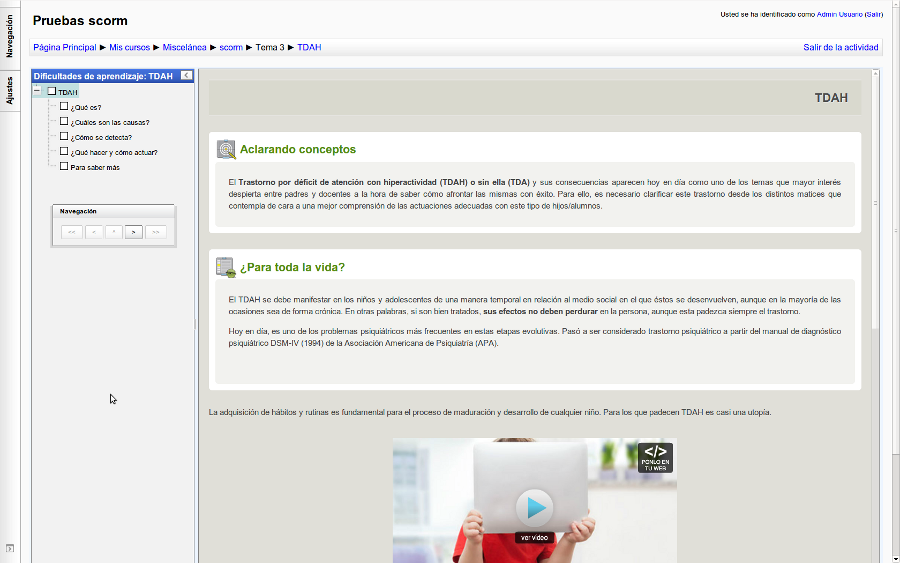 Pruebas scorm
Usted se ha identificado como Admin Usuario (Salir)
Página Principal ► Mis cursos ► Miscelánea ► scorm ► Tema 3 ► TDAH
Salir de la actividad
Navegación
Ajustes
Dificultades de aprendizaje: TDAH
<
TDAH
¿Qué es?
¿Cuáles son las causas?
¿Cómo se detecta?
¿Qué hacer y cómo actuar?
Para saber más
Navegación
<< < ^ > >>
TDAH
Aclarando conceptos
El Trastorno por déficit de atención con hiperactividad (TDAH) o sin ella (TDA) y sus consecuencias aparecen hoy en día como uno de los temas que mayor interés
despierta entre padres y docentes a la hora de saber cómo afrontar las mismas con éxito. Para ello, es necesario clarificar este trastorno desde los distintos matices que
contempla de cara a una mejor comprensión de las actuaciones adecuadas con este tipo de hijos/alumnos.
¿Para toda la vida?
El TDAH se debe manifestar en los niños y adolescentes de una manera temporal en relación al medio social en el que éstos se desenvuelven, aunque en la mayoría de las
ocasiones sea de forma crónica. En otras palabras, si son bien tratados, sus efectos no deben perdurar en la persona, aunque esta padezca siempre el trastorno.
Hoy en día, es uno de los problemas psiquiátricos más frecuentes en estas etapas evolutivas. Pasó a ser considerado trastorno psiquiátrico a partir del manual de diagnóstico
psiquiátrico DSM-IV (1994) de la Asociación Americana de Psiquiatría (APA).
La adquisición de hábitos y rutinas es fundamental para el proceso de maduración y desarrollo de cualquier niño. Para los que padecen TDAH es casi una utopía.
</>
PONLO EN
TU WEB
ver video